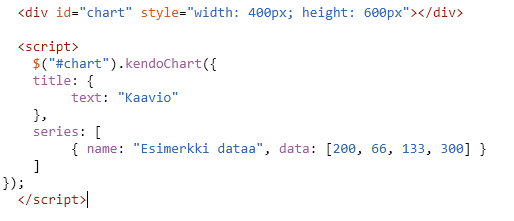 <div id="chart" style="width: 400px; height: 600px"></div>
<script>
$("#chart").kendoChart({
title: {
text: "Kaavio"
},
series: [
{ name: "Esimerkki dataa", data: [200, 66, 133, 300] }
]
});
</script>